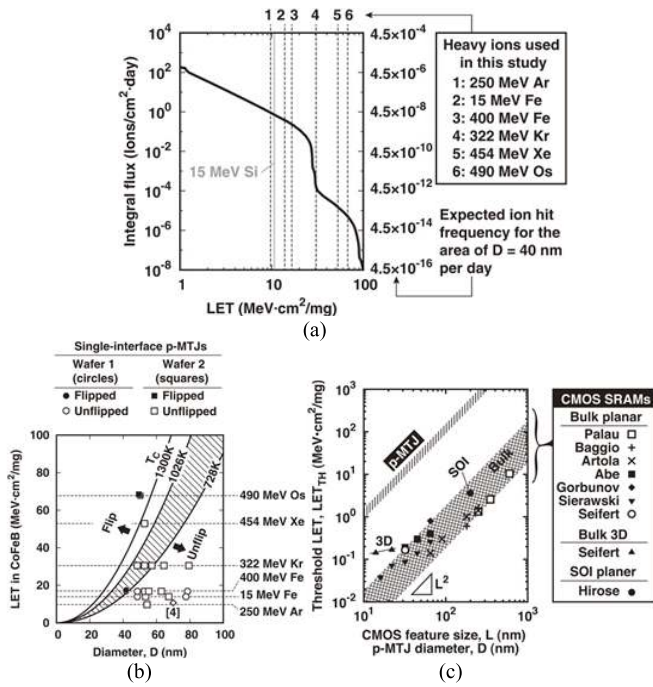 1 2 3 4 5 6
10^4 4.5×10^-4
10^2 4.5×10^-6
10^0 4.5×10^-8
10^-2 4.5×10^-10
10^-4 4.5×10^-12
10^-6 4.5×10^-14
10^-8 4.5×10^-16
Integral flux (Ions/cm^2·day)
15 MeV Si
1 10 100
LET (MeV·cm^2/mg)
Heavy ions used
in this study
1: 250 MeV Ar
2: 15 MeV Fe
3: 400 MeV Fe
4: 322 MeV Kr
5: 454 MeV Xe
6: 490 MeV Os
Expected ion hit
frequency for the
area of D = 40 nm
per day
(a)
Single-interface p-MTJs
Wafer 1 Wafer 2
(circles) (squares)
Flipped Flipped
Unflipped Unflipped
LET in CoFeB (MeV·cm^2/mg)
100
80
60
40
20
0
T_C
1300K
1026K
728K
Flip
Unflip
490 MeV Os
454 MeV Xe
322 MeV Kr
400 MeV Fe
15 MeV Fe
250 MeV Ar
[4]
0 20 40 60 80 100
Diameter, D (nm)
(b)
Threshold LET, LET_TH (MeV·cm^2/mg)
10^3
10^2
10^1
10^0
10^-1
10^-2
p-MTJ
SOI
Bulk
3D
L^2
10^1 10^2 10^3
CMOS feature size, L (nm)
p-MTJ diameter, D (nm)
(c)
CMOS SRAMs
Bulk planar
Palau
Baggio
Artola
Abe
Gorbunov
Sierawski
Seifert
Bulk 3D
Seifert
SOI planer
Hirose